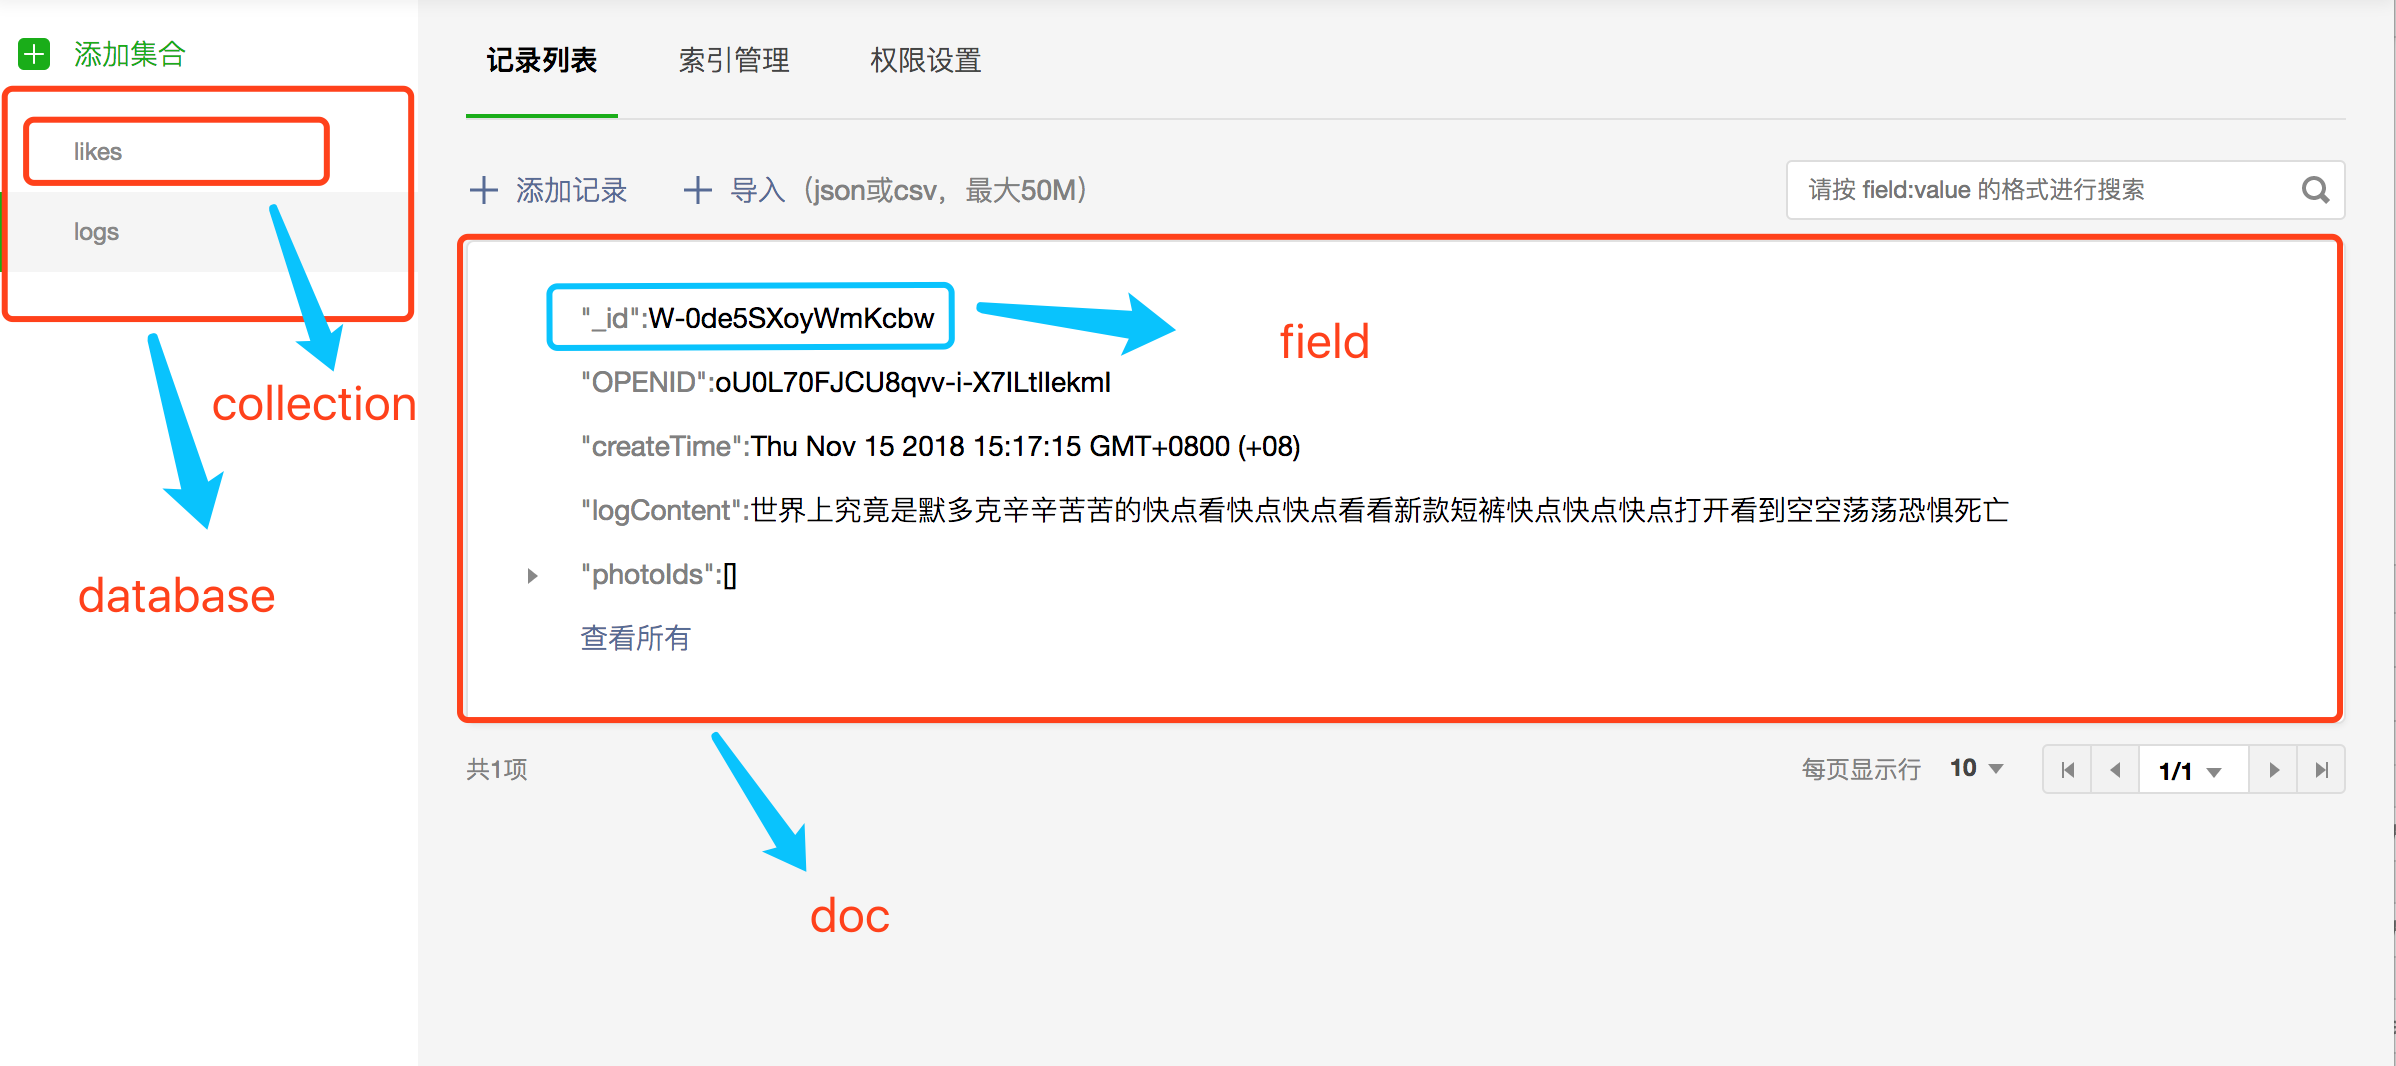 添加集合
likes
logs
collection
database
记录列表 索引管理 权限设置
添加记录 导入（json或csv，最大50M）
请按 field:value 的格式进行搜索
"_id":W-0de5SXoyWmKcbw
field
"OPENID":oU0L70FJCU8qvv-i-X7ILtlIekmI
"createTime":Thu Nov 15 2018 15:17:15 GMT+0800 (+08)
"logContent":世界上究竟是默多克辛辛苦苦的快点看快点快点看看新款短裤快点快点快点打开看到空空荡荡恐惧死亡
"photoIds":[]
查看所有
共1项
每页显示行 10 1/1
doc